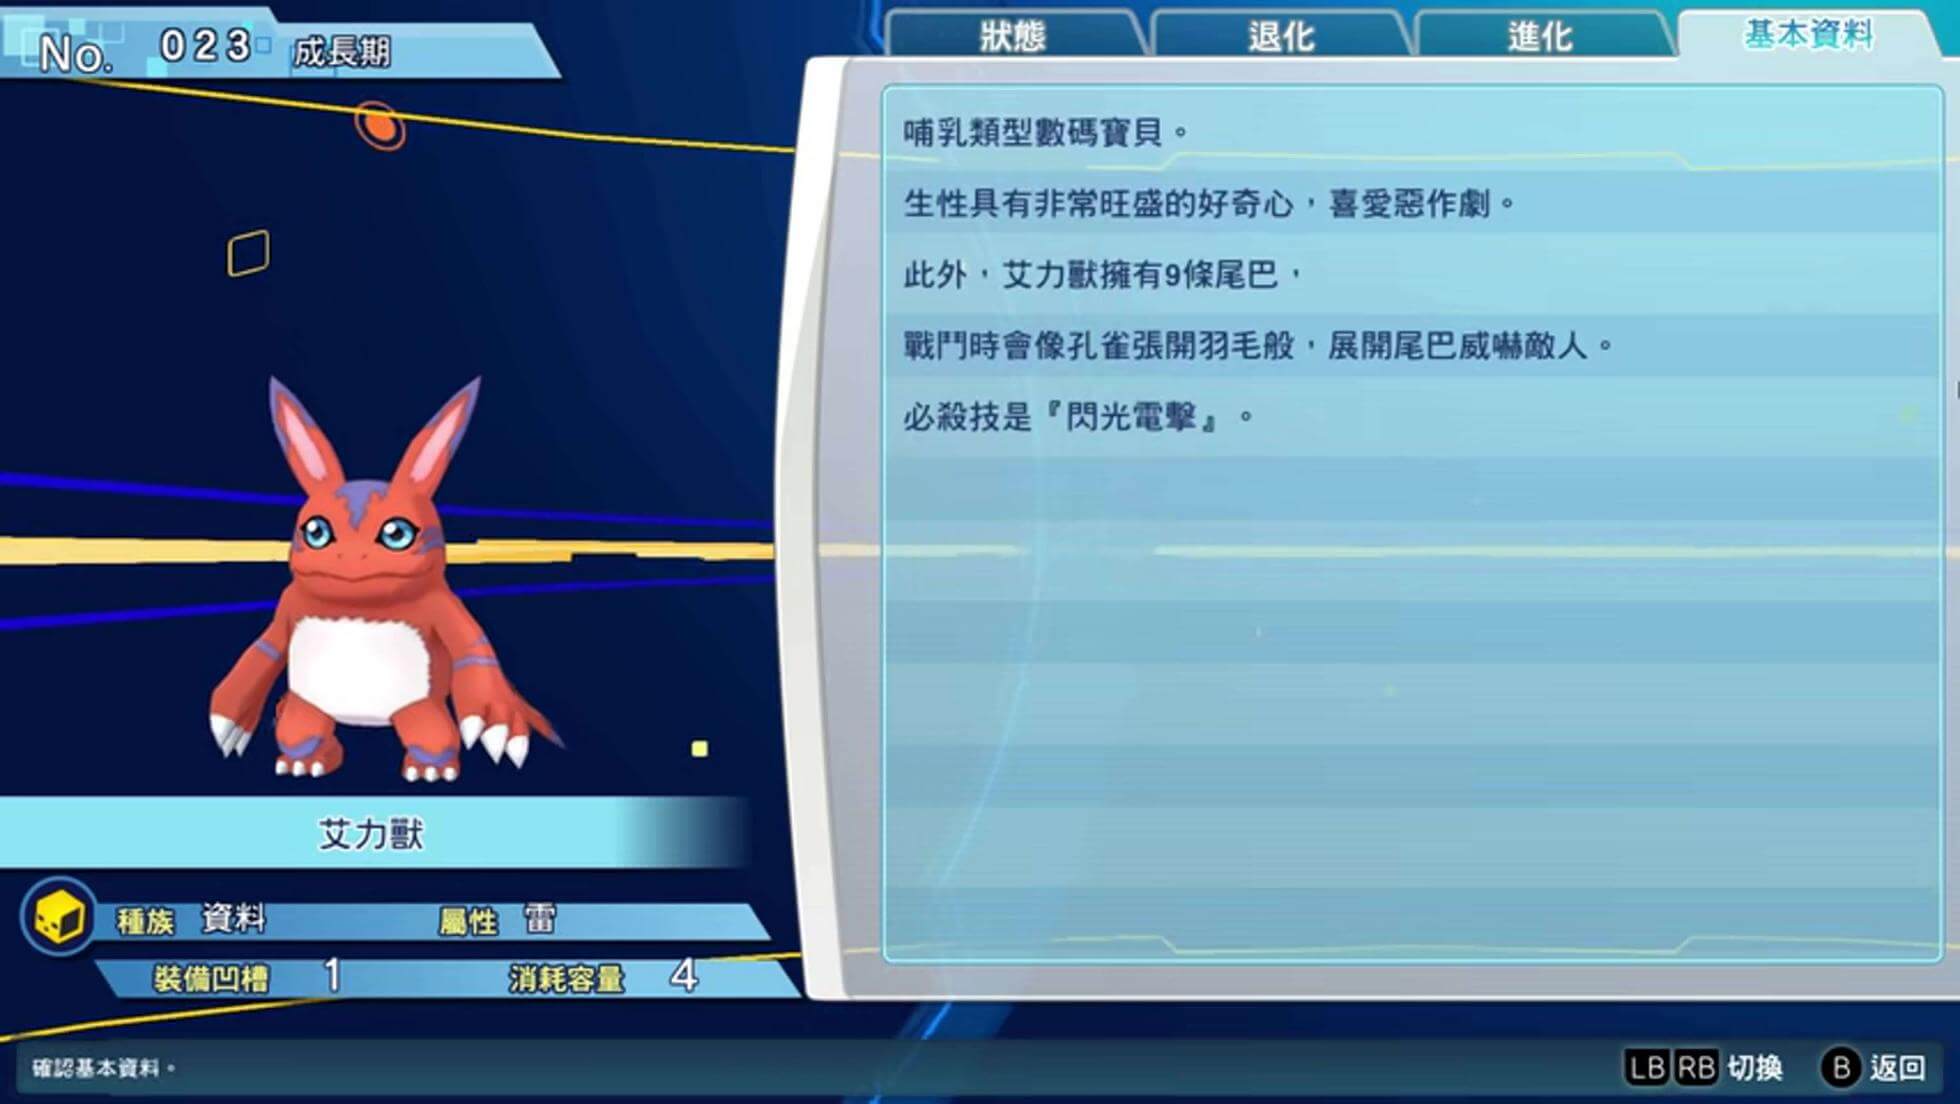 No. 023 成長期
狀態 退化 進化 基本資料
哺乳類型數碼寶貝。
生性具有非常旺盛的好奇心，喜愛惡作劇。
此外，艾力獸擁有9條尾巴，
戰鬥時會像孔雀張開羽毛般，展開尾巴威嚇敵人。
必殺技是『閃光電擊』。
艾力獸
種族 資料 屬性 雷
裝備凹槽 1 消耗容量 4
確認基本資料。
LB RB 切換 B 返回